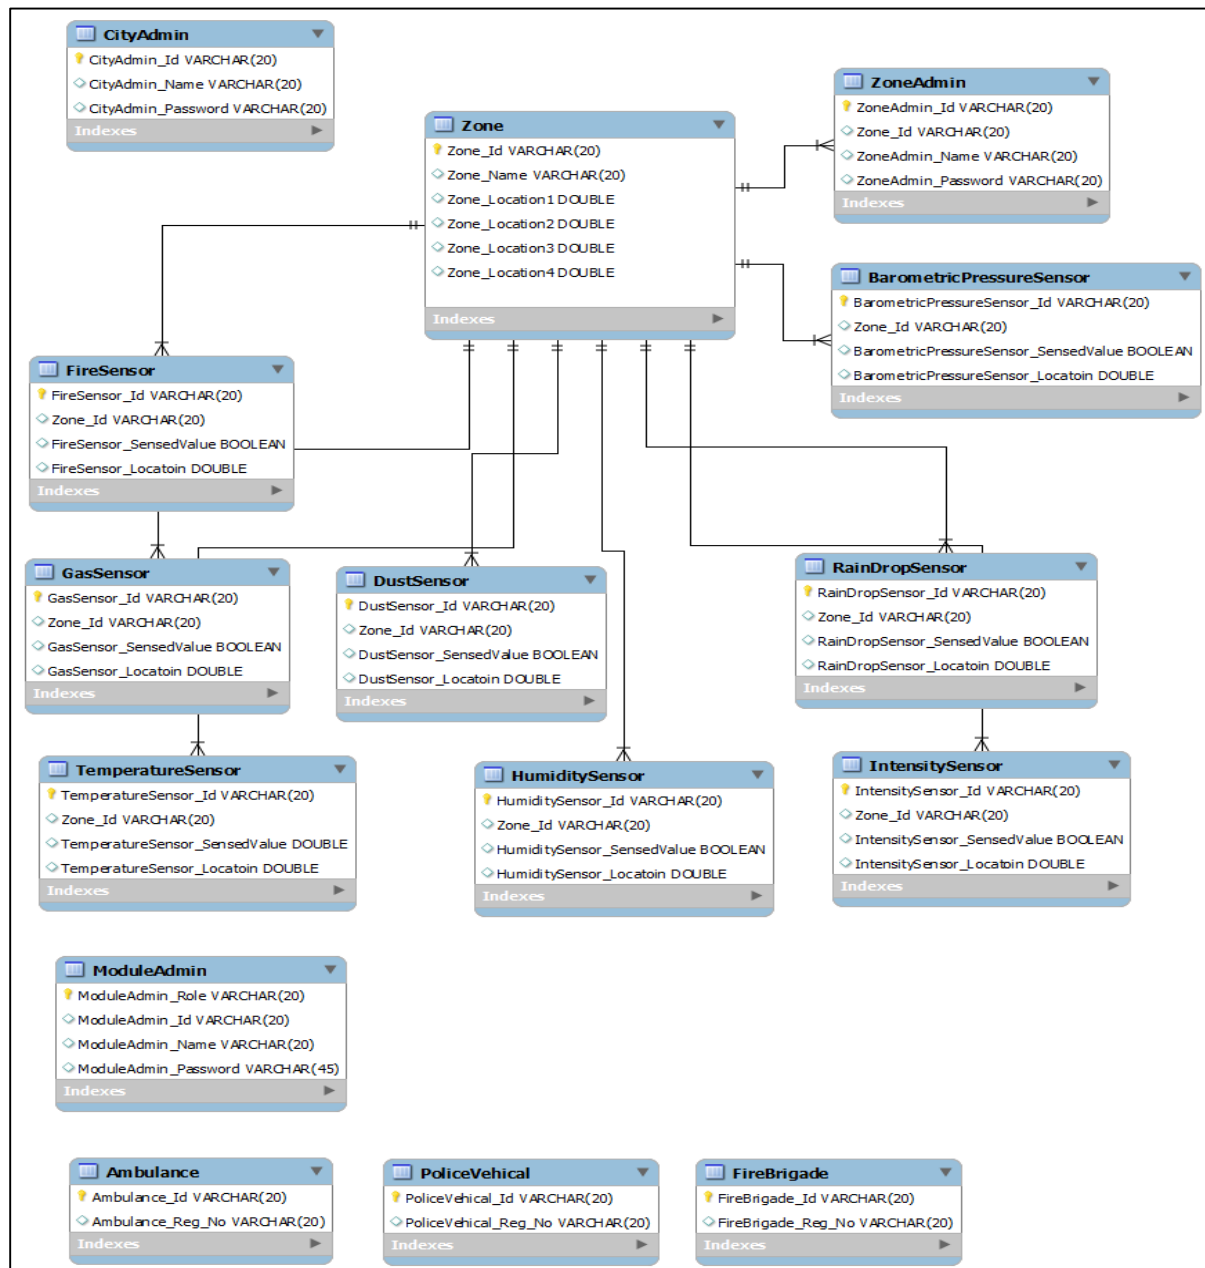 CityAdmin
CityAdmin_Id VARCHAR(20)
CityAdmin_Name VARCHAR(20)
CityAdmin_Password VARCHAR(20)
Indexes
Zone
Zone_Id VARCHAR(20)
Zone_Name VARCHAR(20)
Zone_Location1 DOUBLE
Zone_Location2 DOUBLE
Zone_Location3 DOUBLE
Zone_Location4 DOUBLE
Indexes
ZoneAdmin
ZoneAdmin_Id VARCHAR(20)
Zone_Id VARCHAR(20)
ZoneAdmin_Name VARCHAR(20)
ZoneAdmin_Password VARCHAR(20)
Indexes
BarometricPressureSensor
BarometricPressureSensor_Id VARCHAR(20)
Zone_Id VARCHAR(20)
BarometricPressureSensor_SensedValue BOOLEAN
BarometricPressureSensor_Locatoin DOUBLE
Indexes
FireSensor
FireSensor_Id VARCHAR(20)
Zone_Id VARCHAR(20)
FireSensor_SensedValue BOOLEAN
FireSensor_Locatoin DOUBLE
Indexes
GasSensor
GasSensor_Id VARCHAR(20)
Zone_Id VARCHAR(20)
GasSensor_SensedValue BOOLEAN
GasSensor_Locatoin DOUBLE
Indexes
DustSensor
DustSensor_Id VARCHAR(20)
Zone_Id VARCHAR(20)
DustSensor_SensedValue BOOLEAN
DustSensor_Locatoin DOUBLE
Indexes
RainDropSensor
RainDropSensor_Id VARCHAR(20)
Zone_Id VARCHAR(20)
RainDropSensor_SensedValue BOOLEAN
RainDropSensor_Locatoin DOUBLE
Indexes
TemperatureSensor
TemperatureSensor_Id VARCHAR(20)
Zone_Id VARCHAR(20)
TemperatureSensor_SensedValue DOUBLE
TemperatureSensor_Locatoin DOUBLE
Indexes
HumiditySensor
HumiditySensor_Id VARCHAR(20)
Zone_Id VARCHAR(20)
HumiditySensor_SensedValue BOOLEAN
HumiditySensor_Locatoin DOUBLE
Indexes
IntensitySensor
IntensitySensor_Id VARCHAR(20)
Zone_Id VARCHAR(20)
IntensitySensor_SensedValue BOOLEAN
IntensitySensor_Locatoin DOUBLE
Indexes
ModuleAdmin
ModuleAdmin_Role VARCHAR(20)
ModuleAdmin_Id VARCHAR(20)
ModuleAdmin_Name VARCHAR(20)
ModuleAdmin_Password VARCHAR(45)
Indexes
Ambulance
Ambulance_Id VARCHAR(20)
Ambulance_Reg_No VARCHAR(20)
Indexes
PoliceVehical
PoliceVehical_Id VARCHAR(20)
PoliceVehical_Reg_No VARCHAR(20)
Indexes
FireBrigade
FireBrigade_Id VARCHAR(20)
FireBrigade_Reg_No VARCHAR(20)
Indexes